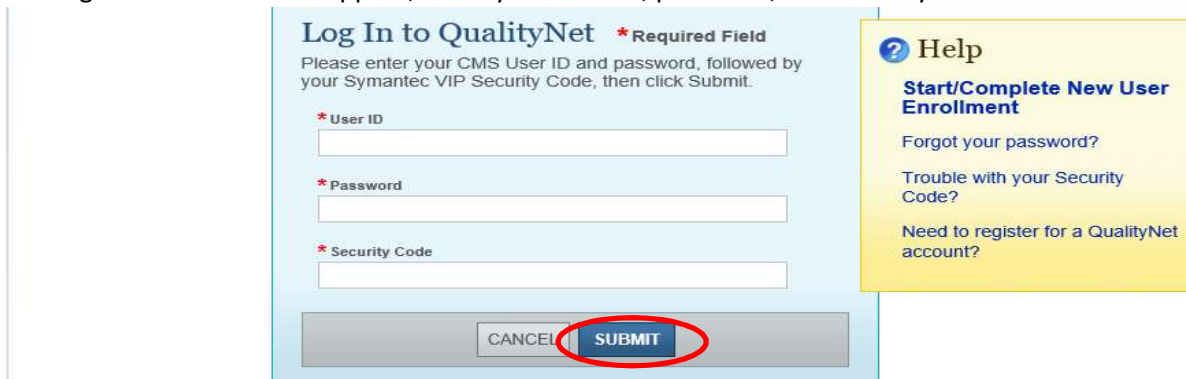 Log In to QualityNet *Required Field
Please enter your CMS User ID and password, followed by
your Symantec VIP Security Code, then click Submit.
*User ID
*Password
*Security Code
CANCEL SUBMIT
Help
Start/Complete New User
Enrollment
Forgot your password?
Trouble with your Security
Code?
Need to register for a QualityNet
account?